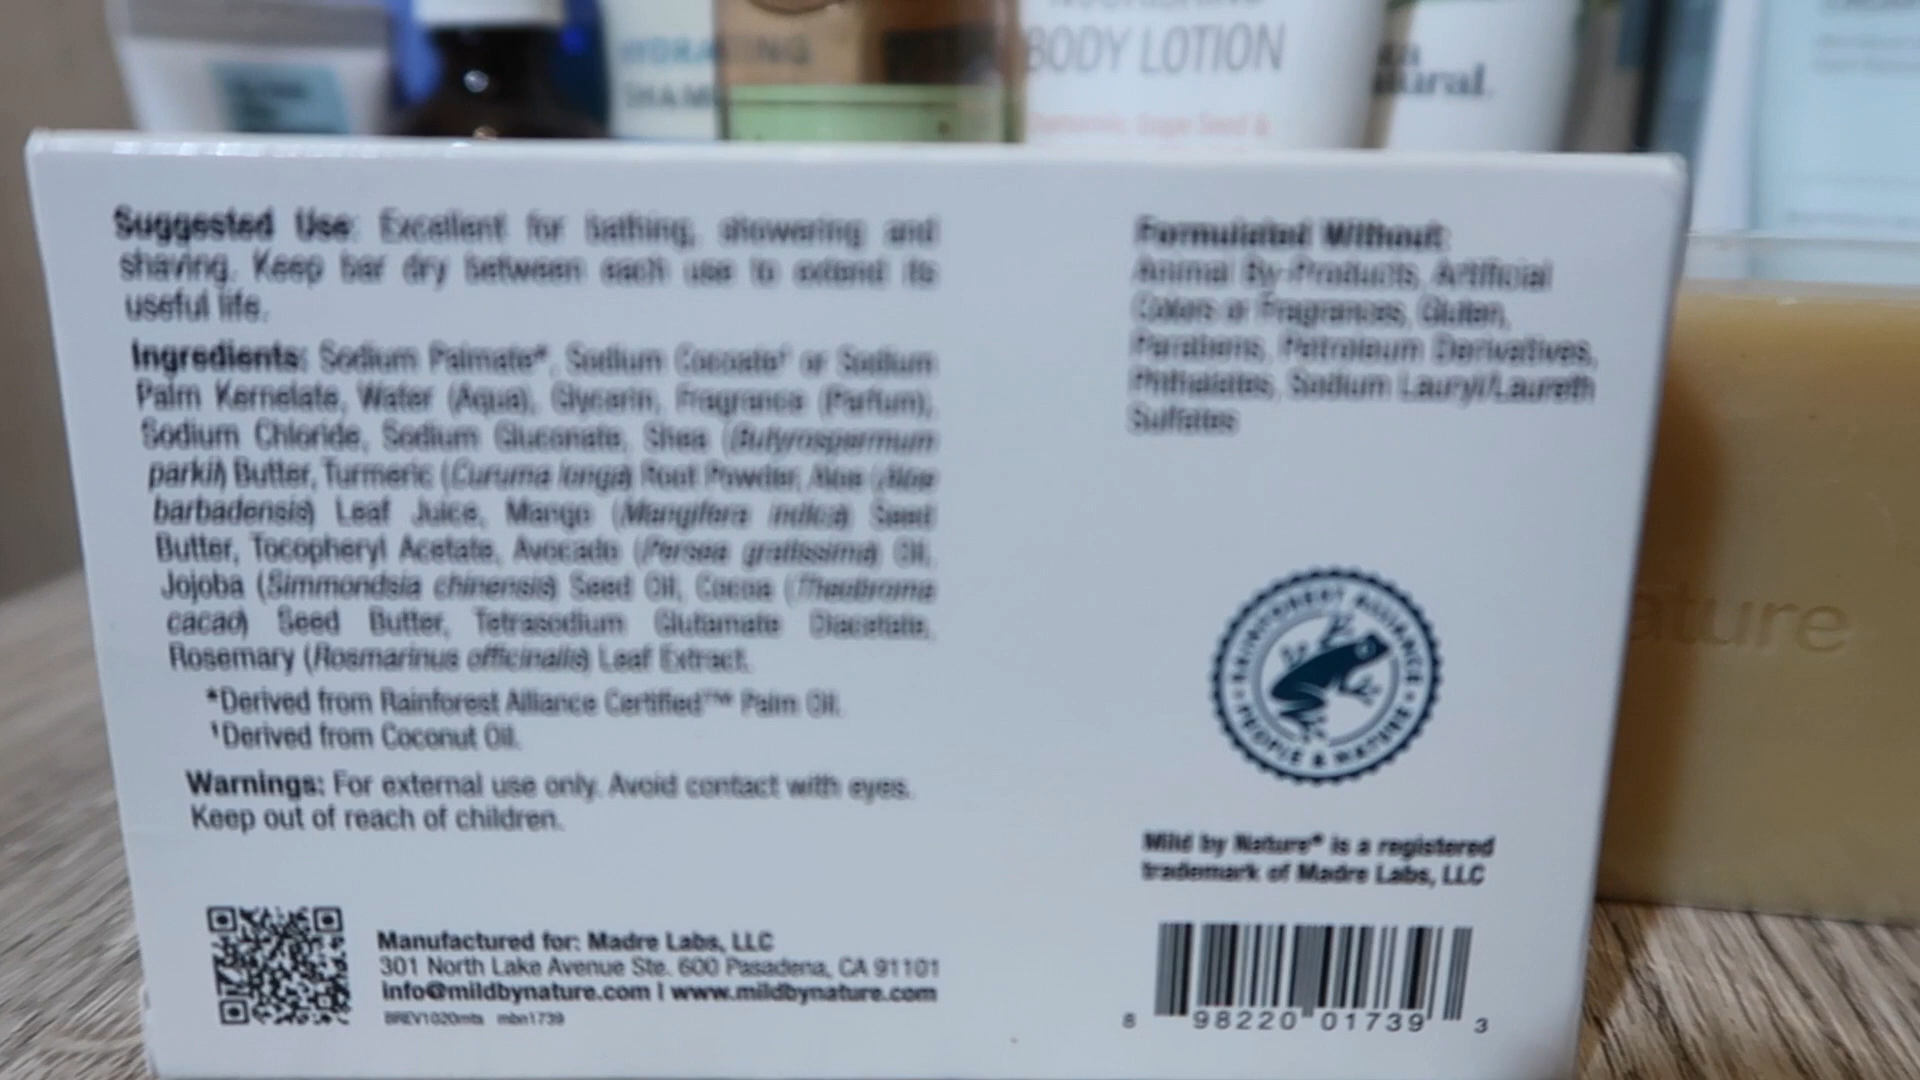 BODY LOTION
Suggested Use: Excellent for bathing, showering and
shaving. Keep bar dry between each use to extend its
useful life.
Ingredients: Sodium Palmate*, Sodium Cocoate† or Sodium
Palm Kernelate, Water (Aqua), Glycerin, Fragrance (Parfum),
Sodium Chloride, Sodium Gluconate, Shea (Butyrospermum
parkii) Butter, Turmeric (Curuma longa) Root Powder, Aloe (Aloe
barbadensis) Leaf Juice, Mango (Mangifera indica) Seed
Butter, Tocopheryl Acetate, Avocado (Persea gratissima) Oil,
Jojoba (Simmondsia chinensis) Seed Oil, Cocoa (Theobroma
cacao) Seed Butter, Tetrasodium Glutamate Diacetate,
Rosemary (Rosmarinus officinalis) Leaf Extract.
*Derived from Rainforest Alliance Certified™ Palm Oil.
†Derived from Coconut Oil.
Warnings: For external use only. Avoid contact with eyes.
Keep out of reach of children.
Manufactured for: Madre Labs, LLC
301 North Lake Avenue Ste. 600 Pasadena, CA 91101
info@mildbynature.com | www.mildbynature.com
BREV1020mts mbn1739
Formulated Without:
Animal By-Products, Artificial
Colors or Fragrances, Gluten,
Parabens, Petroleum Derivatives,
Phthalates, Sodium Lauryl/Laureth
Sulfates
RAINFOREST ALLIANCE
PEOPLE & NATURE
Mild by Nature® is a registered
trademark of Madre Labs, LLC
8 98220 01739 3
ature